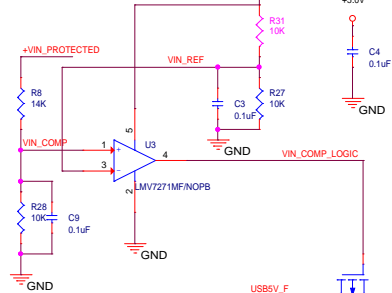 +5.0V
R31
10K
C4
0.1uF
GND
+VIN_PROTECTED
VIN_REF
R8
14K
C3
0.1uF
R27
10K
GND
5
U3
VIN_COMP
1
+
4
VIN_COMP_LOGIC
3
-
LMV7271MF/NOPB
2
R28
10K
C9
0.1uF
GND
GND
USB5V_F